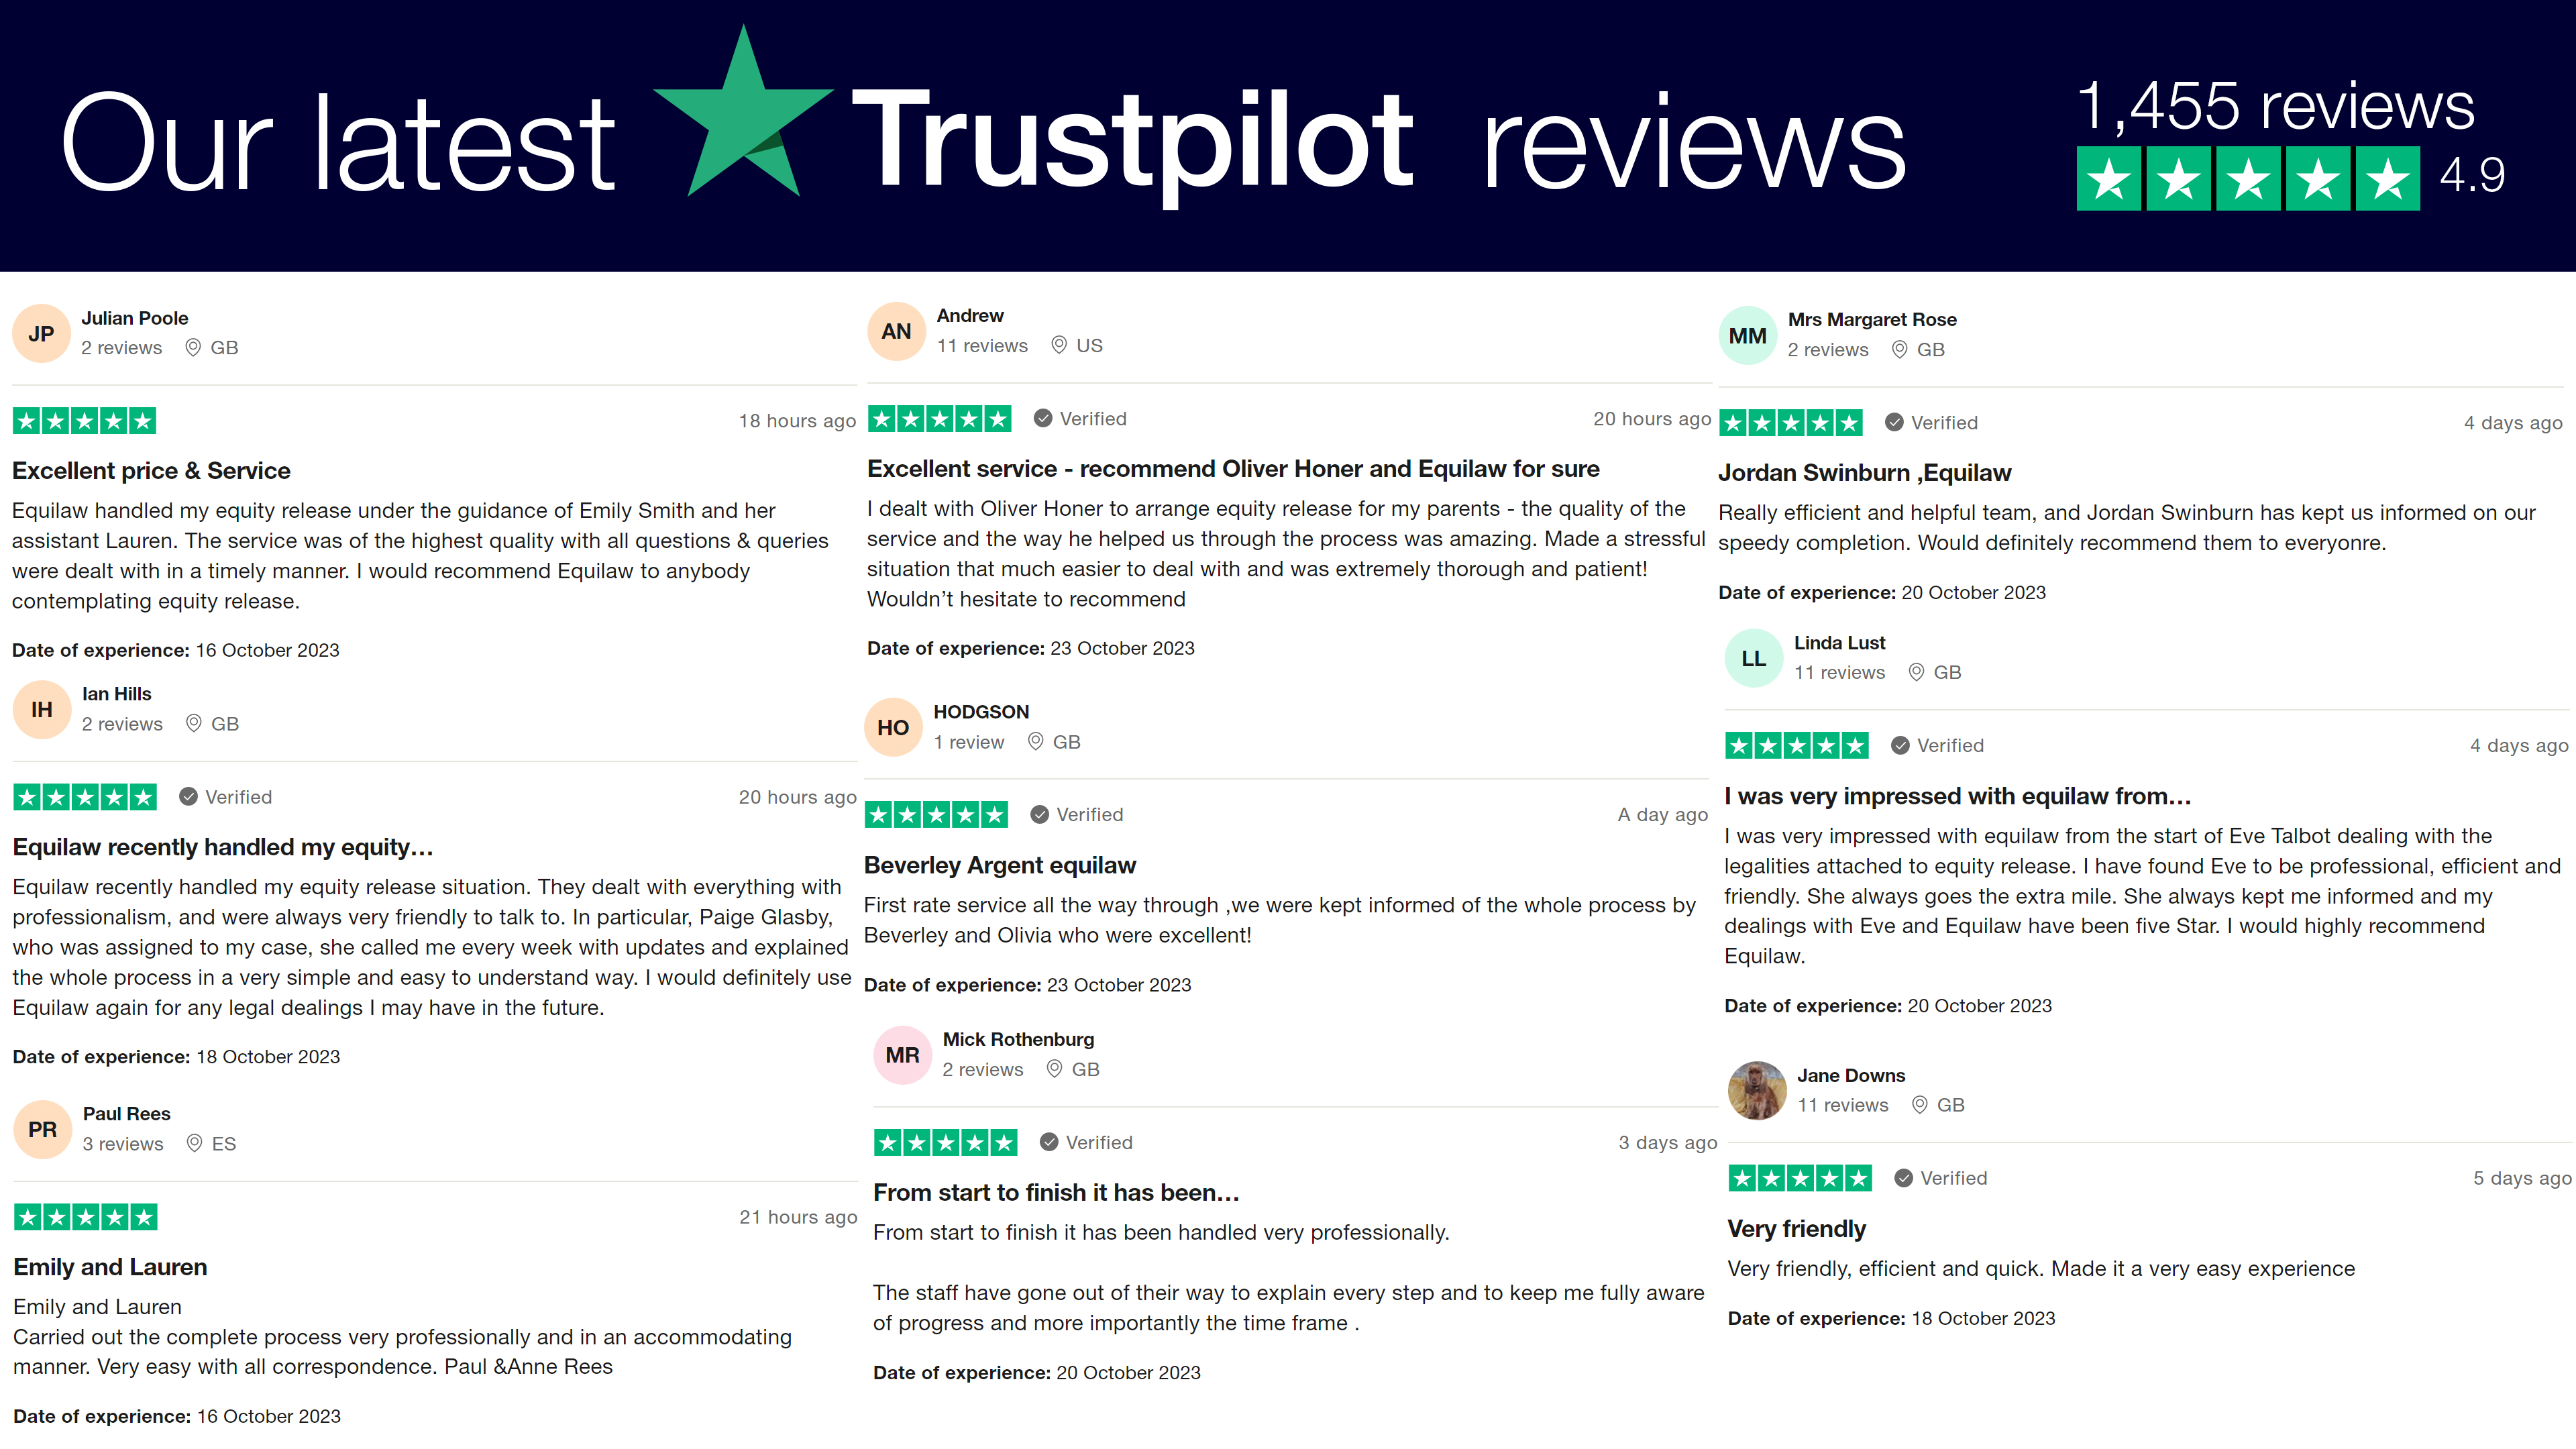 Our latest Trustpilot reviews
1,455 reviews
4.9
JP
Julian Poole
2 reviews GB
18 hours ago
Excellent price & Service
Equilaw handled my equity release under the guidance of Emily Smith and her
assistant Lauren. The service was of the highest quality with all questions & queries
were dealt with in a timely manner. I would recommend Equilaw to anybody
contemplating equity release.
Date of experience: 16 October 2023
IH
Ian Hills
2 reviews GB
Verified 20 hours ago
Equilaw recently handled my equity…
Equilaw recently handled my equity release situation. They dealt with everything with
professionalism, and were always very friendly to talk to. In particular, Paige Glasby,
who was assigned to my case, she called me every week with updates and explained
the whole process in a very simple and easy to understand way. I would definitely use
Equilaw again for any legal dealings I may have in the future.
Date of experience: 18 October 2023
PR
Paul Rees
3 reviews ES
21 hours ago
Emily and Lauren
Emily and Lauren
Carried out the complete process very professionally and in an accommodating
manner. Very easy with all correspondence. Paul &Anne Rees
Date of experience: 16 October 2023
AN
Andrew
11 reviews US
Verified 20 hours ago
Excellent service - recommend Oliver Honer and Equilaw for sure
I dealt with Oliver Honer to arrange equity release for my parents - the quality of the
service and the way he helped us through the process was amazing. Made a stressful
situation that much easier to deal with and was extremely thorough and patient!
Wouldn’t hesitate to recommend
Date of experience: 23 October 2023
HO
HODGSON
1 review GB
Verified A day ago
Beverley Argent equilaw
First rate service all the way through ,we were kept informed of the whole process by
Beverley and Olivia who were excellent!
Date of experience: 23 October 2023
MR
Mick Rothenburg
2 reviews GB
Verified 3 days ago
From start to finish it has been…
From start to finish it has been handled very professionally.
The staff have gone out of their way to explain every step and to keep me fully aware
of progress and more importantly the time frame .
Date of experience: 20 October 2023
MM
Mrs Margaret Rose
2 reviews GB
Verified 4 days ago
Jordan Swinburn ,Equilaw
Really efficient and helpful team, and Jordan Swinburn has kept us informed on our
speedy completion. Would definitely recommend them to everyonre.
Date of experience: 20 October 2023
LL
Linda Lust
11 reviews GB
Verified 4 days ago
I was very impressed with equilaw from…
I was very impressed with equilaw from the start of Eve Talbot dealing with the
legalities attached to equity release. I have found Eve to be professional, efficient and
friendly. She always goes the extra mile. She always kept me informed and my
dealings with Eve and Equilaw have been five Star. I would highly recommend
Equilaw.
Date of experience: 20 October 2023
Jane Downs
11 reviews GB
Verified 5 days ago
Very friendly
Very friendly, efficient and quick. Made it a very easy experience
Date of experience: 18 October 2023